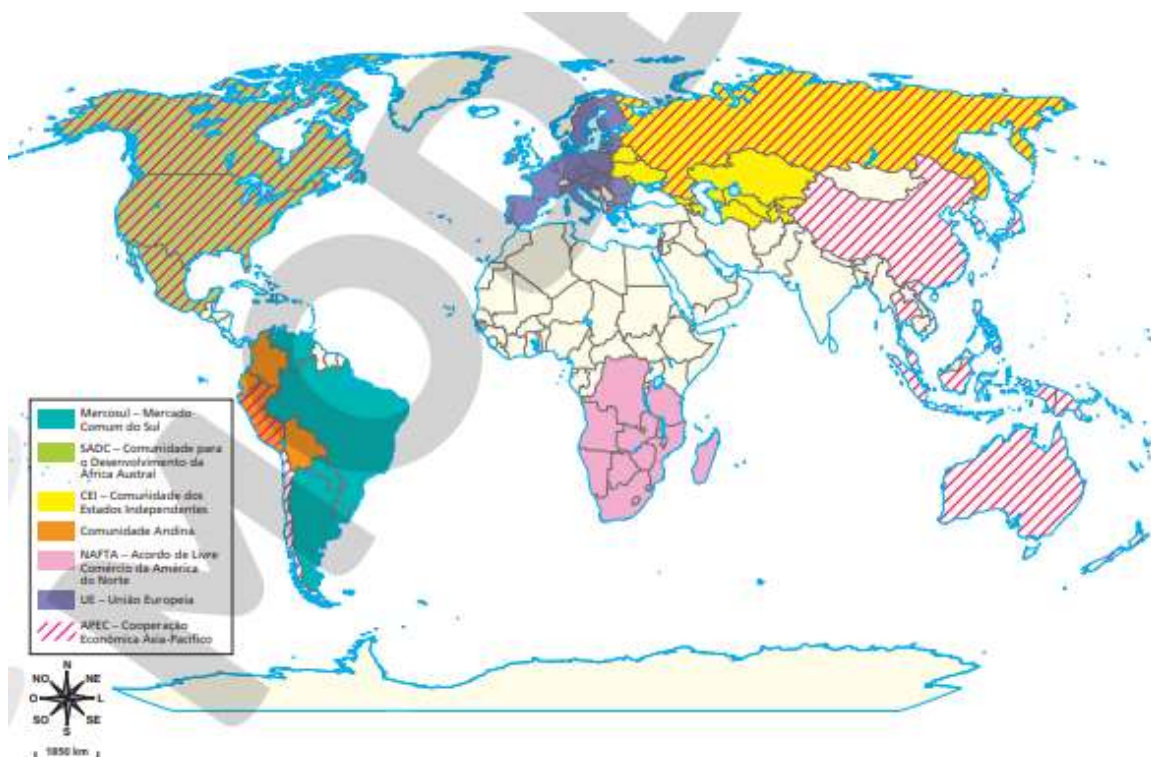 Mercosul – Mercado
Comum do Sul
SADC – Comunidade para
o Desenvolvimento da
África Austral
CEI – Comunidade dos
Estados Independentes
Comunidade Andina
NAFTA – Acordo de Livre
Comércio da América
do Norte
UE – União Europeia
APEC – Cooperação
Econômica Ásia-Pacífico
N
NO NE
O L
SO SE
S
1850 km